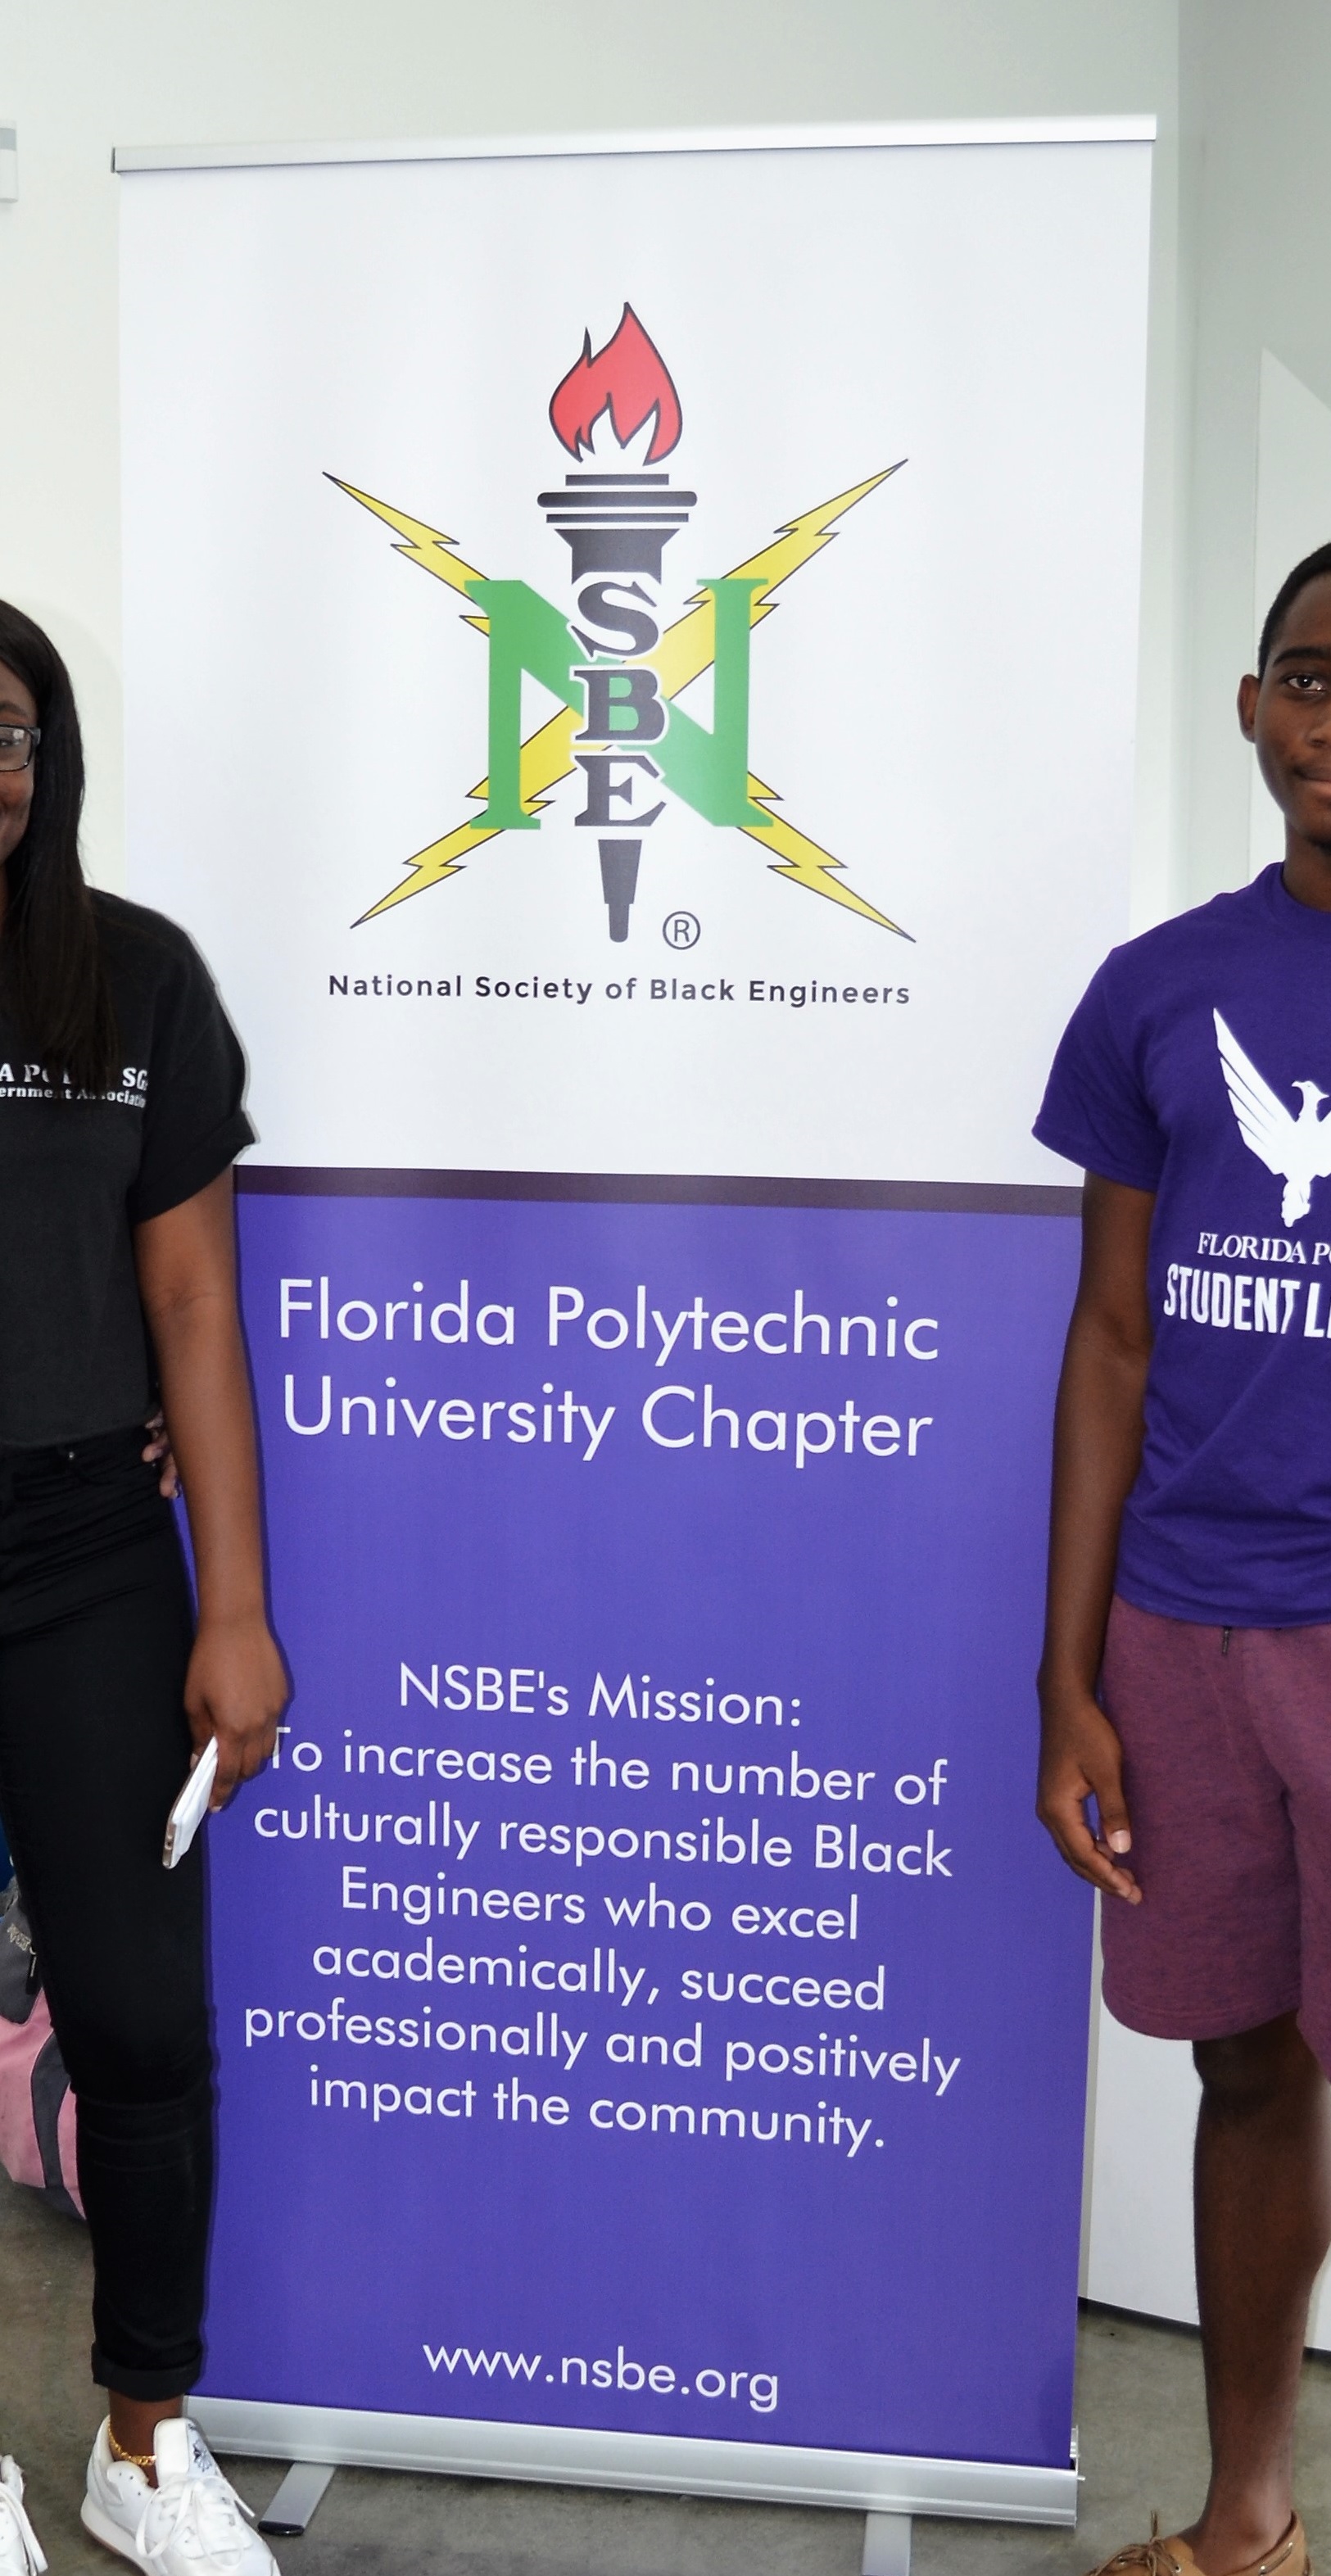 N
S
B
E
®
National Society of Black Engineers
Florida Polytechnic
University Chapter
NSBE's Mission:
To increase the number of
culturally responsible Black
Engineers who excel
academically, succeed
professionally and positively
impact the community.
www.nsbe.org
FLORIDA
STUDENT